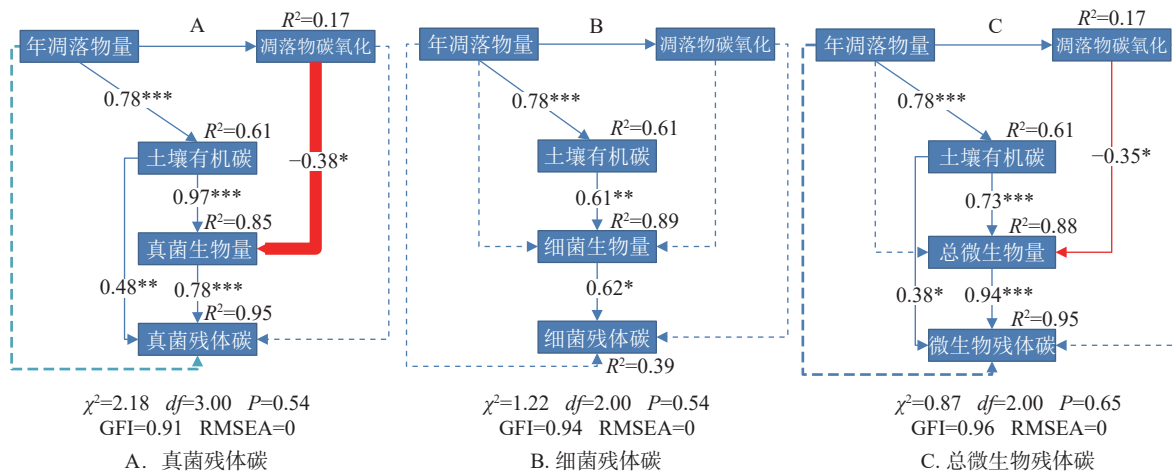 A
R²=0.17
年凋落物量
凋落物碳氧化
0.78***
R²=0.61
土壤有机碳
−0.38*
0.97***
R²=0.85
真菌生物量
0.48**
0.78***
R²=0.95
真菌残体碳
χ²=2.18 df=3.00 P=0.54
GFI=0.91 RMSEA=0
A. 真菌残体碳
B
年凋落物量
凋落物碳氧化
0.78***
R²=0.61
土壤有机碳
0.61**
R²=0.89
细菌生物量
0.62*
细菌残体碳
R²=0.39
χ²=1.22 df=2.00 P=0.54
GFI=0.94 RMSEA=0
B. 细菌残体碳
C
R²=0.17
年凋落物量
凋落物碳氧化
0.78***
R²=0.61
土壤有机碳
−0.35*
0.73***
R²=0.88
总微生物量
0.38*
0.94***
R²=0.95
微生物残体碳
χ²=0.87 df=2.00 P=0.65
GFI=0.96 RMSEA=0
C. 总微生物残体碳